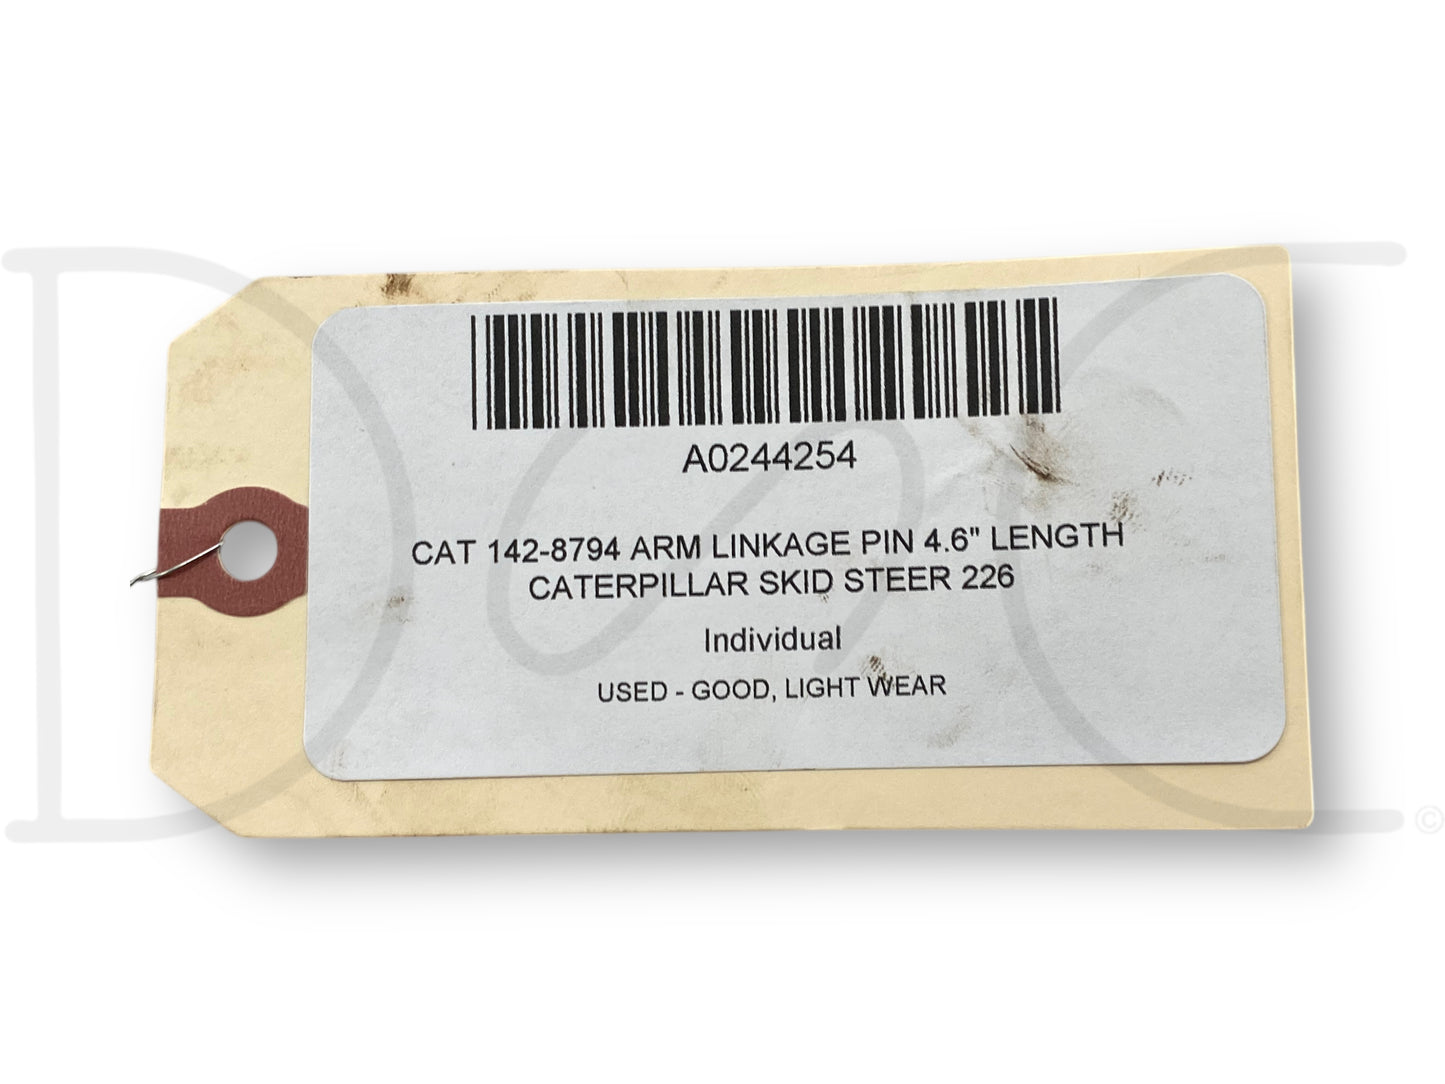 A0244254
CAT 142-8794 ARM LINKAGE PIN 4.6" LENGTH
CATERPILLAR SKID STEER 226
Individual
USED - GOOD, LIGHT WEAR
©